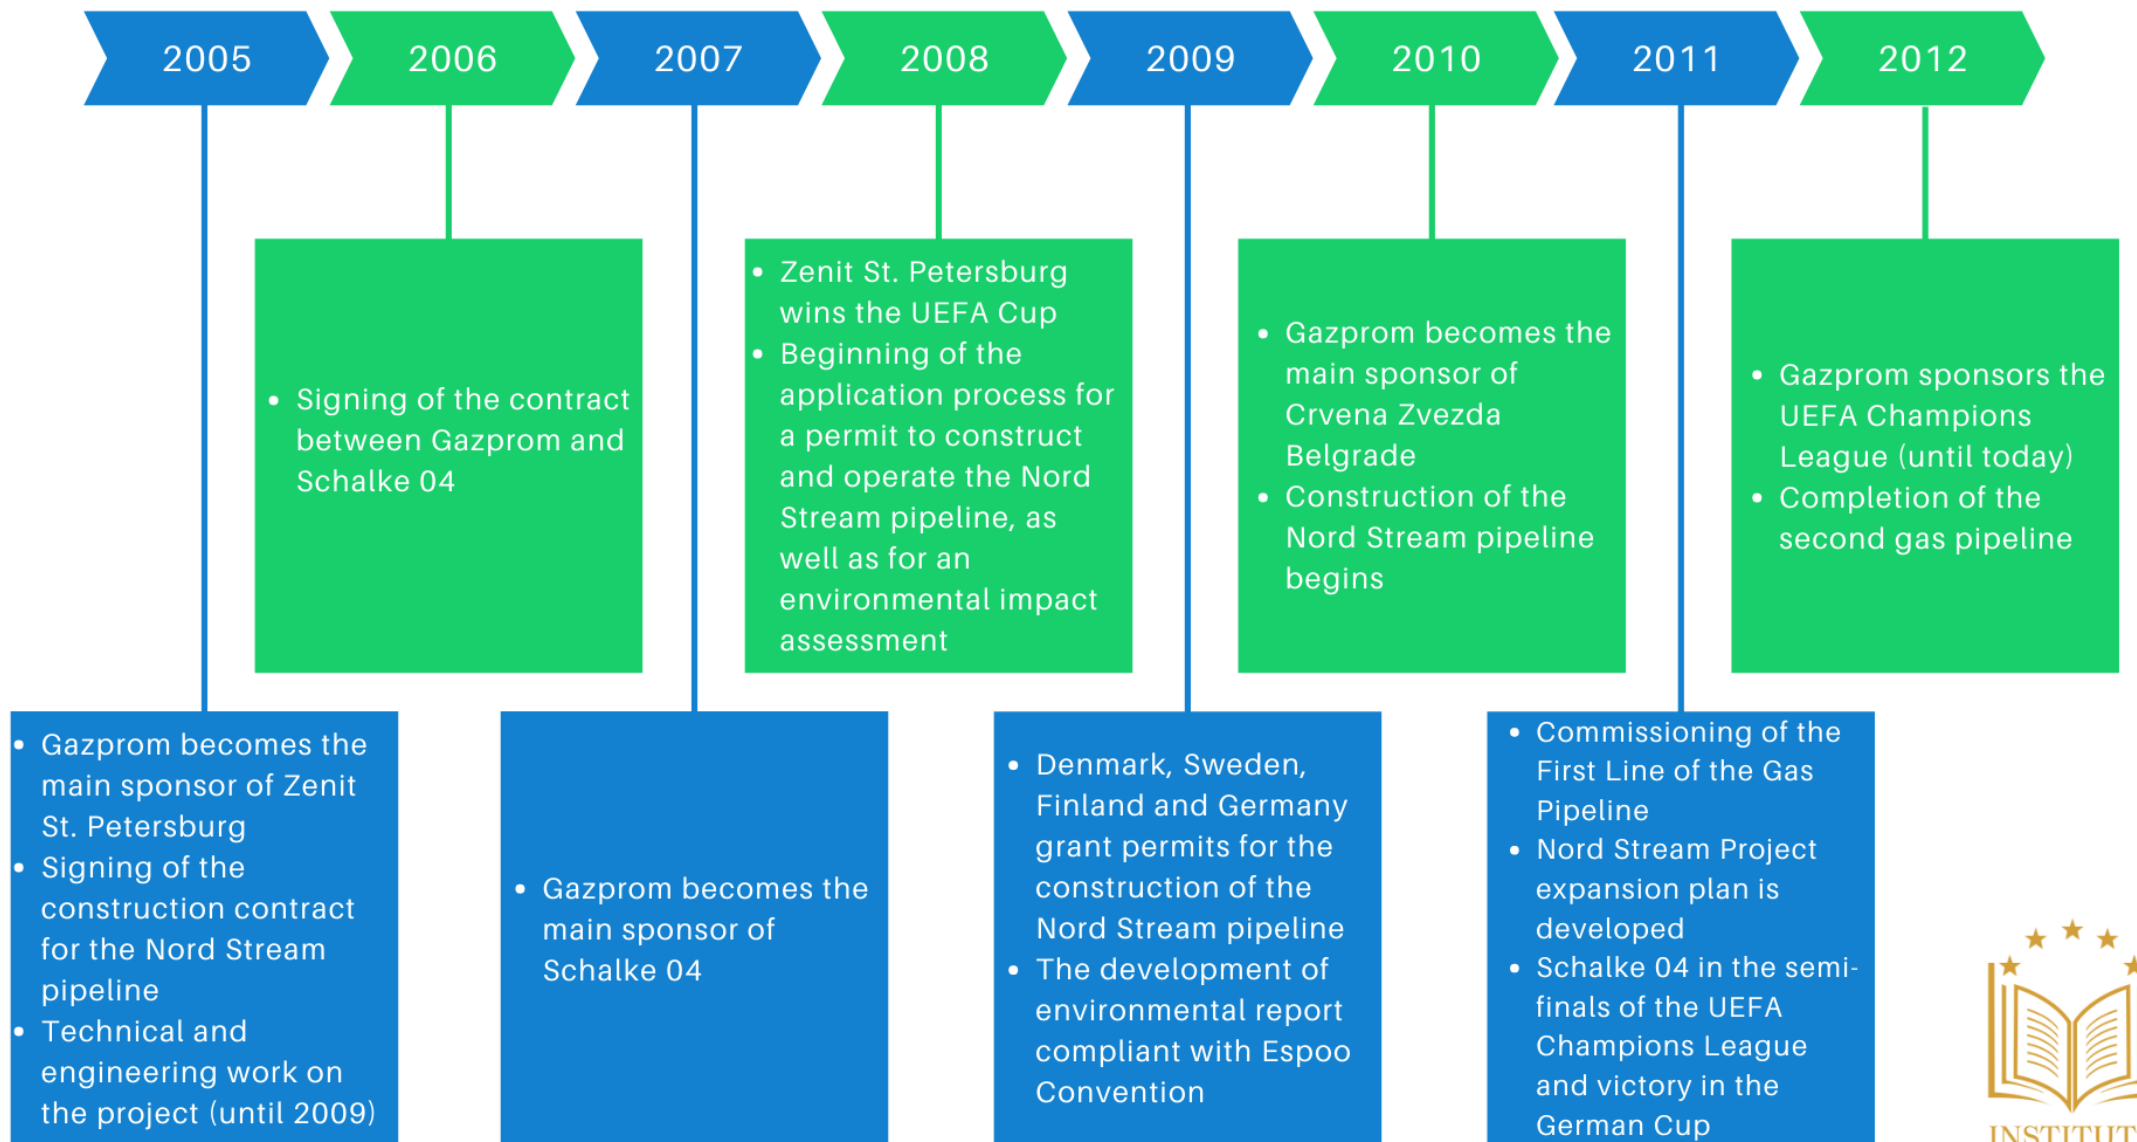 2005
2006
2007
2008
2009
2010
2011
2012
• Signing of the contract
between Gazprom and
Schalke 04
• Zenit St. Petersburg
wins the UEFA Cup
• Beginning of the
application process for
a permit to construct
and operate the Nord
Stream pipeline, as
well as for an
environmental impact
assessment
• Gazprom becomes the
main sponsor of
Crvena Zvezda
Belgrade
• Construction of the
Nord Stream pipeline
begins
• Gazprom sponsors the
UEFA Champions
League (until today)
• Completion of the
second gas pipeline
• Gazprom becomes the
main sponsor of Zenit
St. Petersburg
• Signing of the
construction contract
for the Nord Stream
pipeline
• Technical and
engineering work on
the project (until 2009)
• Gazprom becomes the
main sponsor of
Schalke 04
• Denmark, Sweden,
Finland and Germany
grant permits for the
construction of the
Nord Stream pipeline
• The development of
environmental report
compliant with Espoo
Convention
• Commissioning of the
First Line of the Gas
Pipeline
• Nord Stream Project
expansion plan is
developed
• Schalke 04 in the semi-
finals of the UEFA
Champions League
and victory in the
German Cup